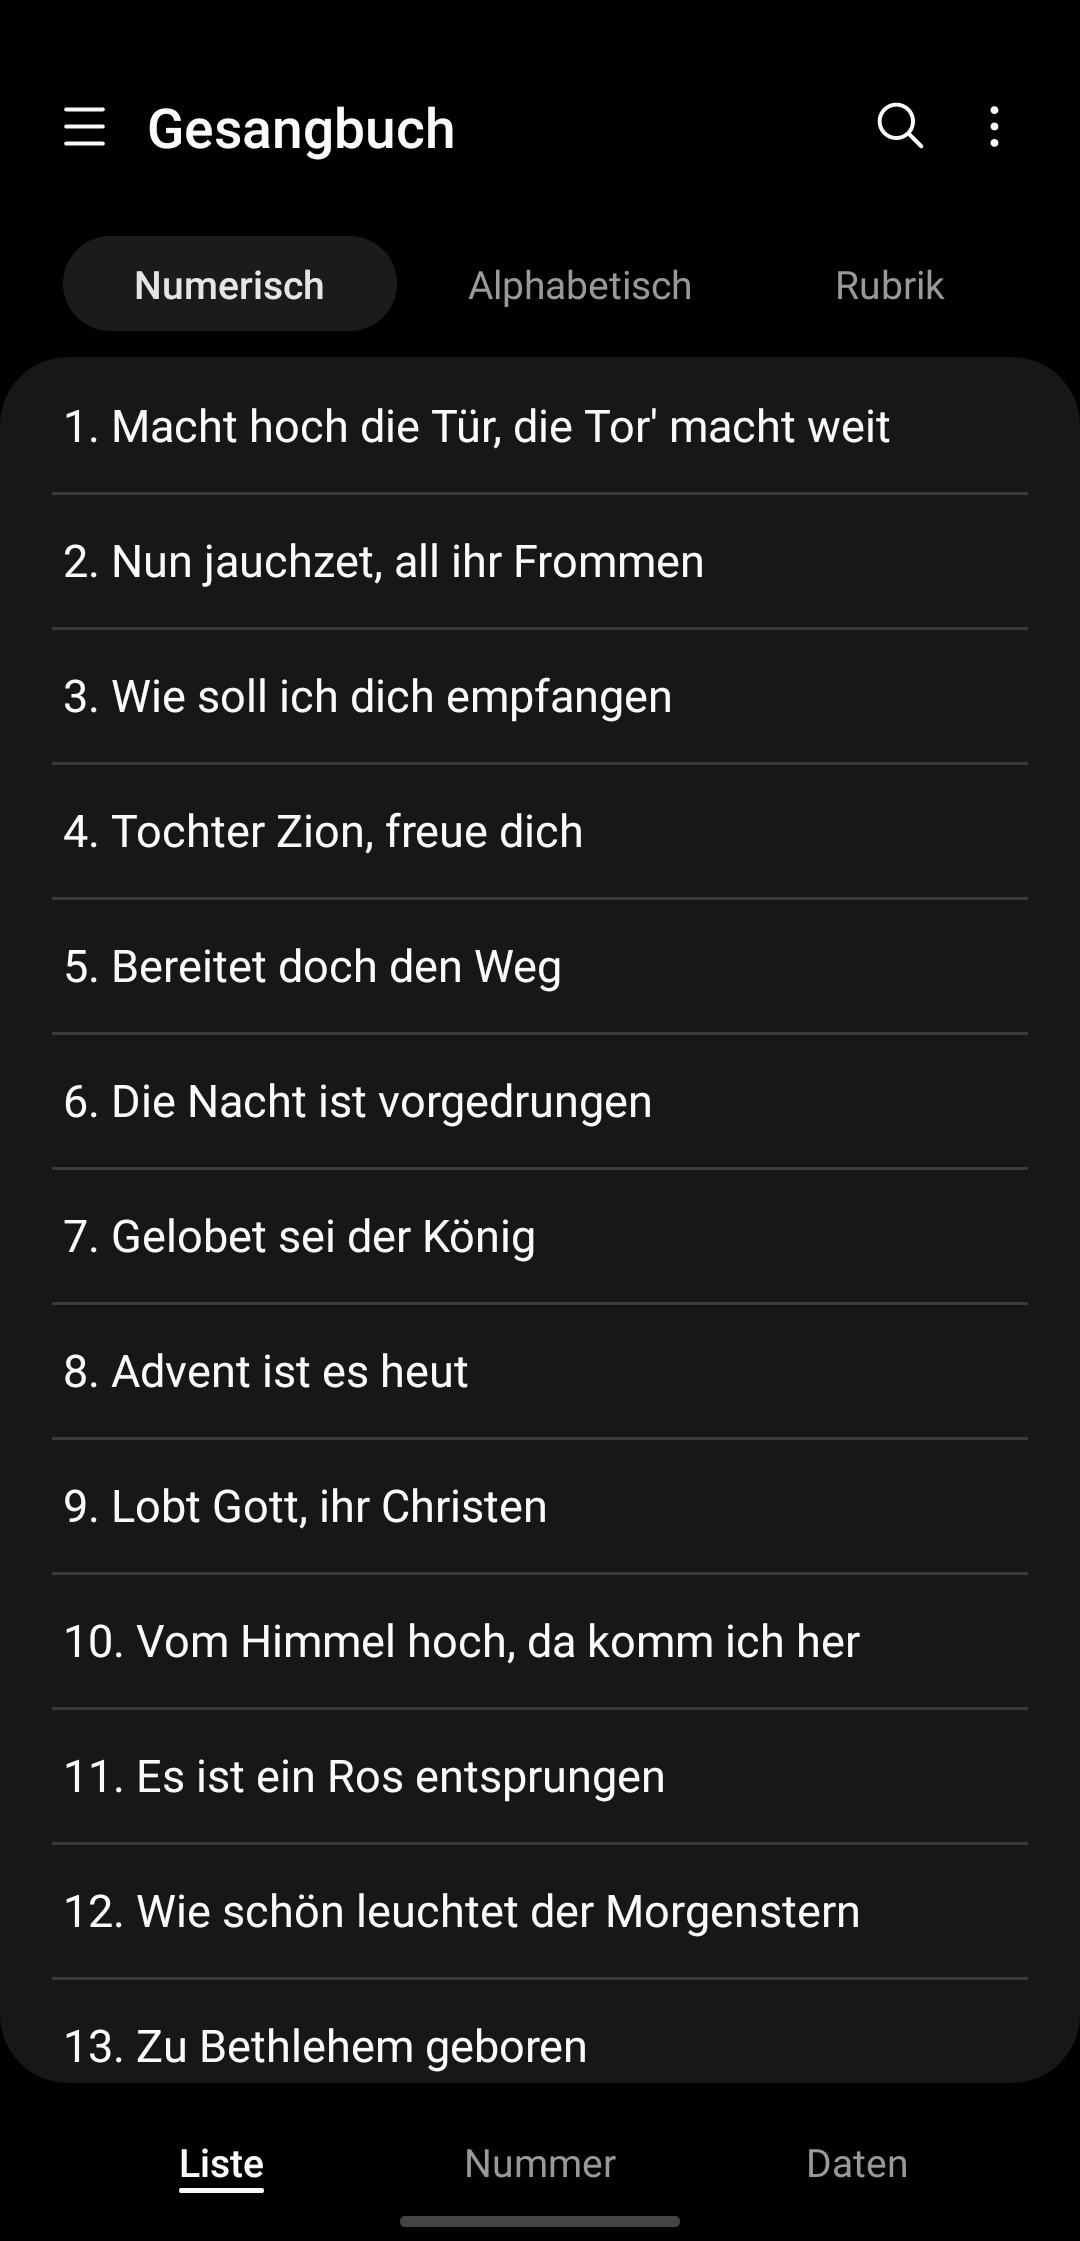 Gesangbuch
Numerisch Alphabetisch Rubrik
1. Macht hoch die Tür, die Tor' macht weit
2. Nun jauchzet, all ihr Frommen
3. Wie soll ich dich empfangen
4. Tochter Zion, freue dich
5. Bereitet doch den Weg
6. Die Nacht ist vorgedrungen
7. Gelobet sei der König
8. Advent ist es heut
9. Lobt Gott, ihr Christen
10. Vom Himmel hoch, da komm ich her
11. Es ist ein Ros entsprungen
12. Wie schön leuchtet der Morgenstern
13. Zu Bethlehem geboren
Liste Nummer Daten